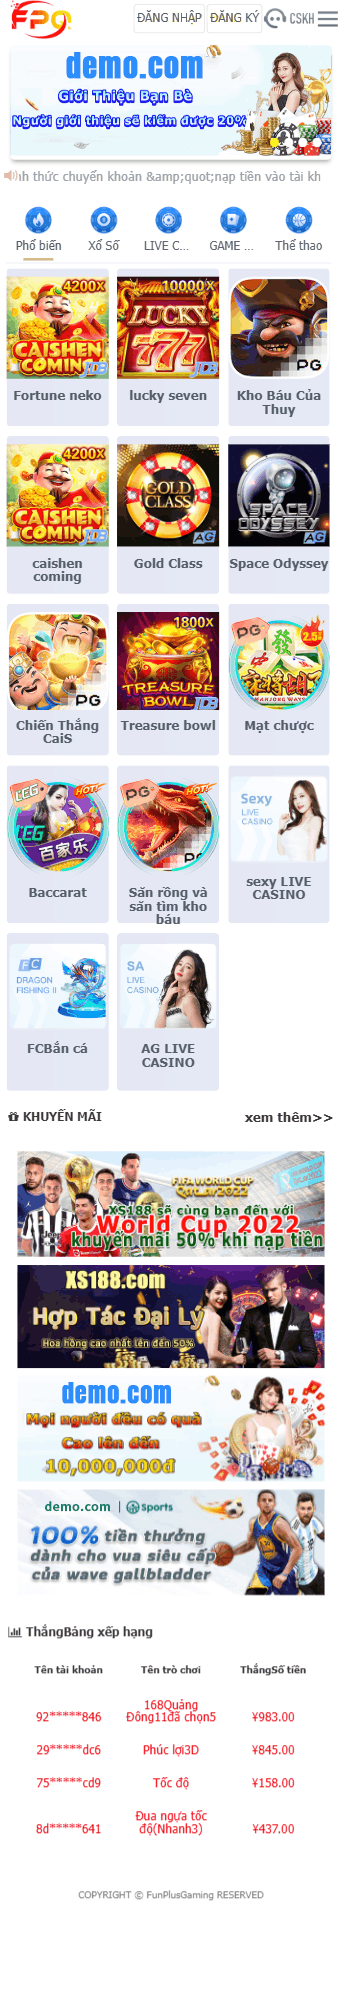 FP9
ĐĂNG NHẬP
ĐĂNG KÝ
CSKH
demo.com
Giới Thiệu Bạn Bè
Người giới thiệu sẽ kiếm được 20%
nh thức chuyển khoản &amp;quot;nạp tiền vào tài kh
Phổ biến
Xổ Số
LIVE C...
GAME ...
Thể thao
4200X
CAISHEN
COMING
JDB
Fortune neko
10000X
LUCKY
777
JDB
lucky seven
PG
Kho Báu Của
Thuy
4200X
CAISHEN
COMING
JDB
caishen
coming
GOLD
CLASS
AG
Gold Class
SPACE
ODYSSEY
AG
Space Odyssey
PG
Chiến Thắng
CaiS
1800X
TREASURE
BOWL
JDB
Treasure bowl
PG
發
2.5
MAHJONG WAYS
Mạt chược
LEG
HOT
百家乐
Baccarat
PG
HOT
PG
Săn rồng và
săn tìm kho
báu
Sexy
LIVE
CASINO
sexy LIVE
CASINO
FC
DRAGON
FISHING II
FCBắn cá
SA
LIVE
CASINO
AG LIVE
CASINO
KHUYẾN MÃI
xem thêm>>
FIFA WORLD CUP
Qatar2022
XS188 sẽ cùng bạn đến với
World Cup 2022
khuyến mãi 50% khi nạp tiền
Jeep
XS188.com
Hợp Tác Đại Lý
Hoa hồng cao nhất lên đến 50%
demo.com
Mọi người đều có quà
Cao lên đến
10,000,000đ
demo.com | Sports
100% tiền thưởng
dành cho vua siêu cấp
của wave gallbladder
ThắngBảng xếp hạng
Tên tài khoản
Tên trò chơi
ThắngSố tiền
92*****846
168Quảng
Đông11đã chọn5
¥983.00
29*****dc6
Phúc lợi3D
¥845.00
75*****cd9
Tốc độ
¥158.00
8d*****641
Đua ngựa tốc
độ(Nhanh3)
¥437.00
COPYRIGHT © FunPlusGaming RESERVED